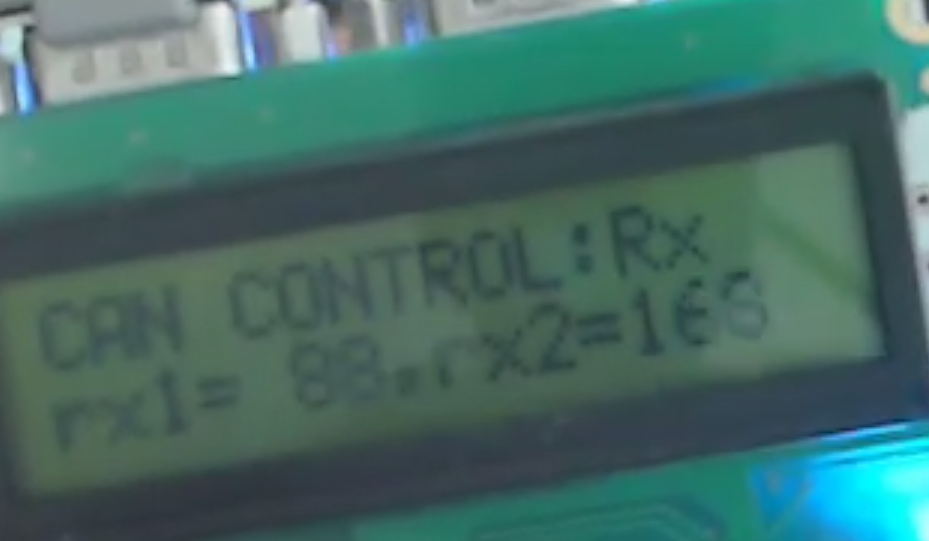 CAN CONTROL:Rx
rx1= 88.rx2=166